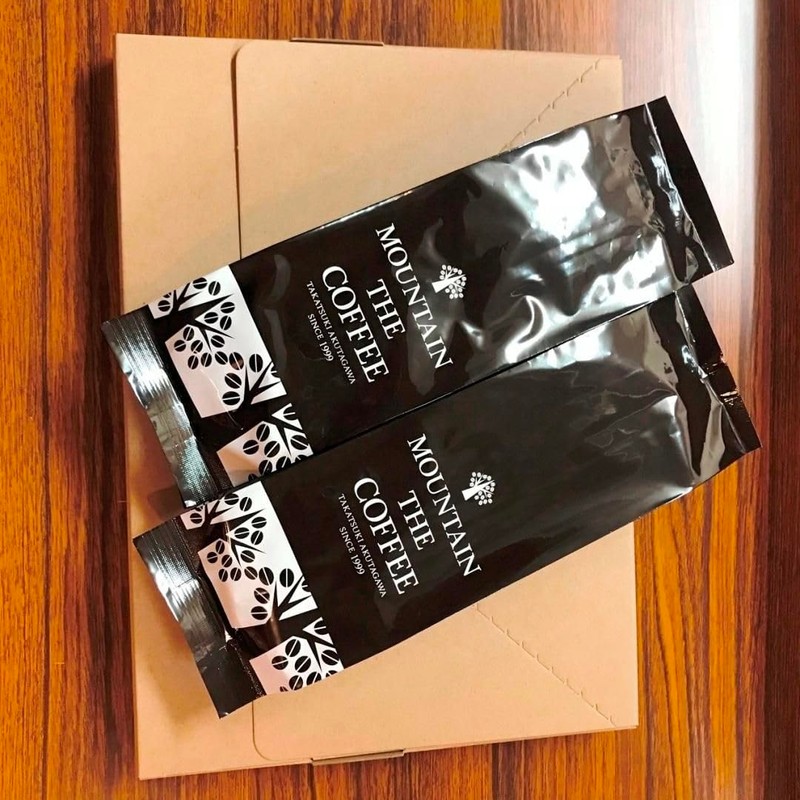 MOUNTAIN
THE
COFFEE
TAKATSUKI AKUTAGAWA
SINCE 1999
MOUNTAIN
THE
COFFEE
TAKATSUKI AKUTAGAWA
SINCE 1999